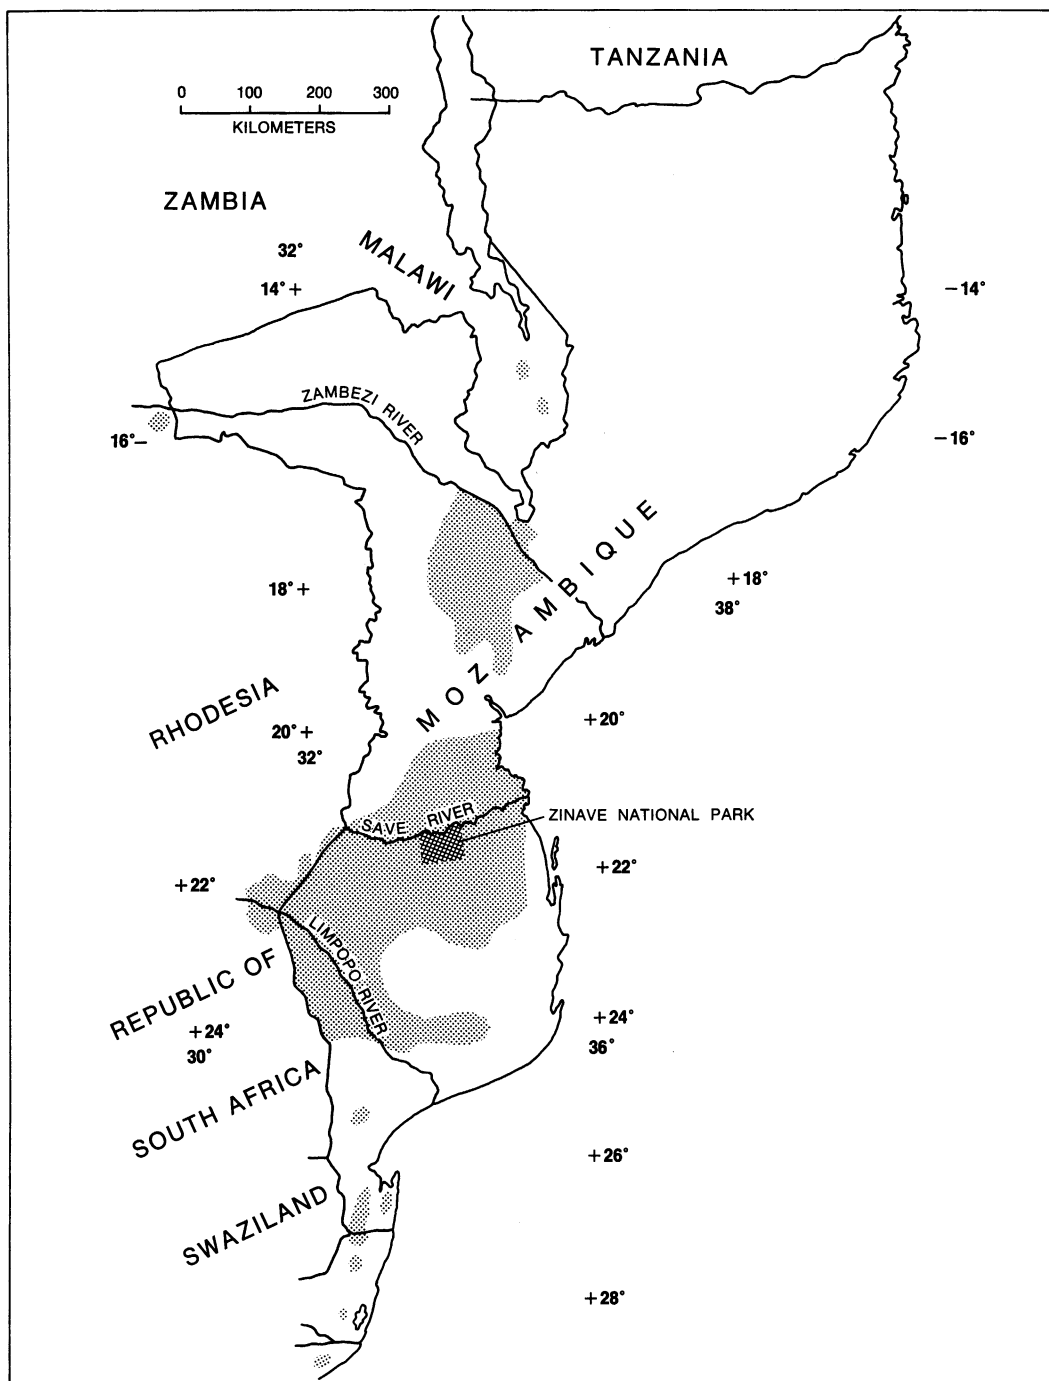 TANZANIA
0 100 200 300
KILOMETERS
ZAMBIA
MALAWI
32°
14° +
−14°
ZAMBEZI RIVER
16° −
−16°
MOZAMBIQUE
18° +
+18°
38°
RHODESIA
20° +
32°
+20°
SAVE RIVER
ZINAVE NATIONAL PARK
+22°
+22°
LIMPOPO RIVER
REPUBLIC OF
SOUTH AFRICA
+24°
30°
+24°
36°
+26°
SWAZILAND
+28°